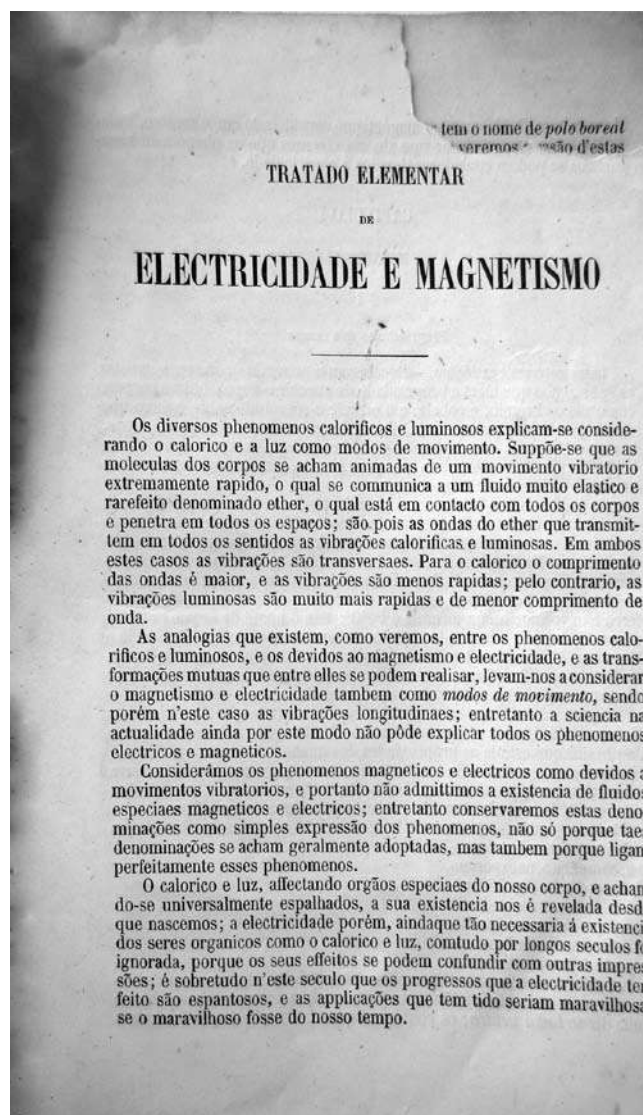 tem o nome de polo boreal
veremos d'estas
TRATADO ELEMENTAR
DE
ELECTRICIDADE E MAGNETISMO
Os diversos phenomenos calorificos e luminosos explicam-se conside-
rando o calorico e a luz como modos de movimento. Suppõe-se que as
moleculas dos corpos se acham animadas de um movimento vibratorio
extremamente rapido, o qual se communica a um fluido muito elastico e
rarefeito denominado ether, o qual está em contacto com todos os corpos
e penetra em todos os espaços; são pois as ondas do ether que transmit-
tem em todos os sentidos as vibrações calorificas e luminosas. Em ambos
estes casos as vibrações são transversaes. Para o calorico o comprimento
das ondas é maior, e as vibrações são menos rapidas; pelo contrario, as
vibrações luminosas são muito mais rapidas e de menor comprimento de
onda.
As analogias que existem, como veremos, entre os phenomenos calo-
rificos e luminosos, e os devidos ao magnetismo e electricidade, e as trans-
formações mutuas que entre elles se podem realisar, levam-nos a considerar
o magnetismo e electricidade tambem como modos de movimento, sendo
porém n'este caso as vibrações longitudinaes; entretanto a sciencia na
actualidade ainda por este modo não póde explicar todos os phenomenos
electricos e magneticos.
Considerâmos os phenomenos magneticos e electricos como devidos a
movimentos vibratorios, e portanto não admittimos a existencia de fluidos
especiaes magneticos e electricos; entretanto conservaremos estas deno-
minações como simples expressão dos phenomenos, não só porque taes
denominações se acham geralmente adoptadas, mas tambem porque ligam
perfeitamente esses phenomenos.
O calorico e luz, affectando orgãos especiaes do nosso corpo, e achan
do-se universalmente espalhados, a sua existencia nos é revelada desd
que nascemos; a electricidade porém, aindaque tão necessaria á existenci
dos seres organicos como o calorico e luz, comtudo por longos seculos fo
ignorada, porque os seus effeitos se podem confundir com outras impres
sões; é sobretudo n'este seculo que os progressos que a electricidade ten
feito são espantosos, e as applicações que tem tido seriam maravilhosa
se o maravilhoso fosse do nosso tempo.